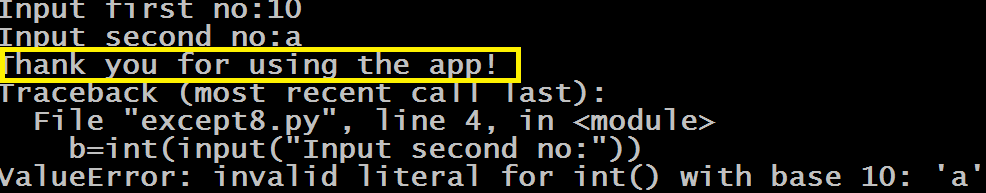 Input first no:10
Input second no:a
Thank you for using the app!
Traceback (most recent call last):
  File "except8.py", line 4, in <module>
    b=int(input("Input second no:"))
ValueError: invalid literal for int() with base 10: 'a'